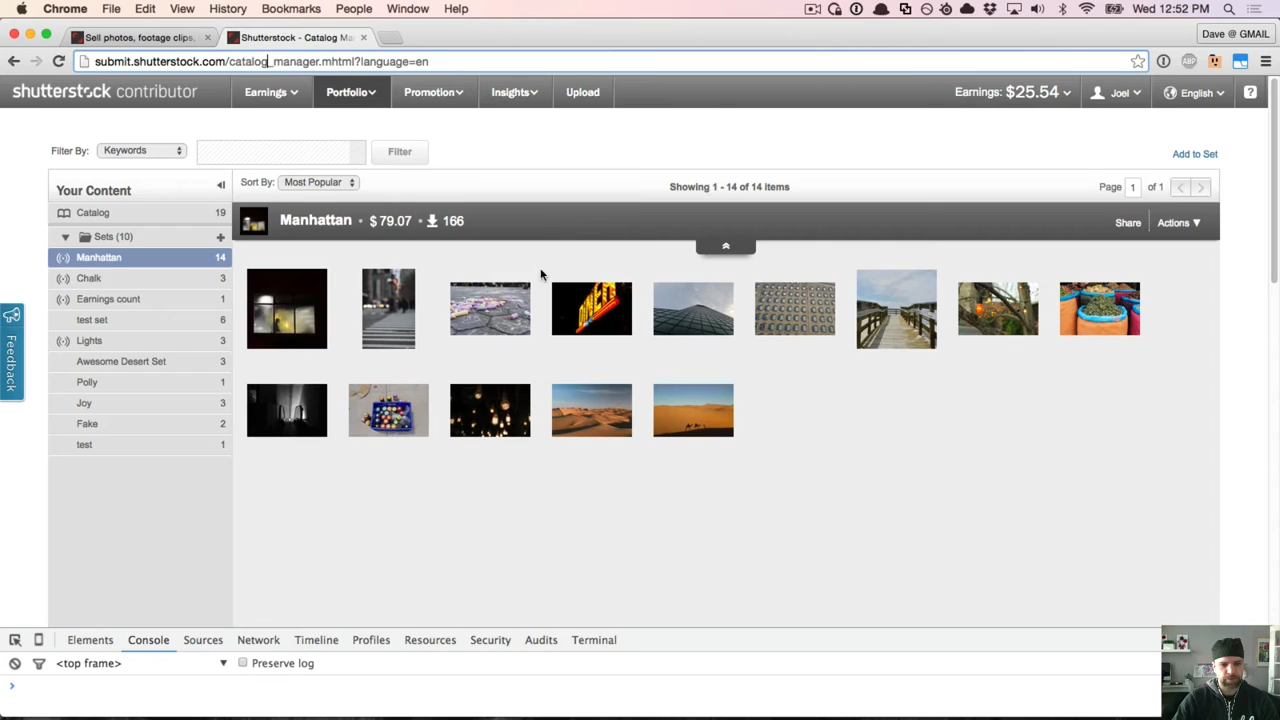 Chrome File Edit View History Bookmarks People Window Help Wed 12:52 PM
Sell photos, footage clips, Shutterstock - Catalog Ma Dave @ GMAIL
submit.shutterstock.com/catalog_manager.mhtml?language=en ABP
shutterstock contributor Earnings Portfolio Promotion Insights Upload Earnings: $25.54 Joel English ?
Filter By: Keywords Filter Add to Set
Your Content Sort By: Most Popular Showing 1 - 14 of 14 items Page 1 of 1
Catalog 19
Manhattan • $ 79.07 • 166 Share Actions ▼
Sets (10) +
Manhattan 14
Chalk 3
Earnings count 1
test set 6
Lights 3
Awesome Desert Set 3
Polly 1
Joy 3
Fake 2
test 1
Feedback
Elements Console Sources Network Timeline Profiles Resources Security Audits Terminal
<top frame> ▼ Preserve log
>